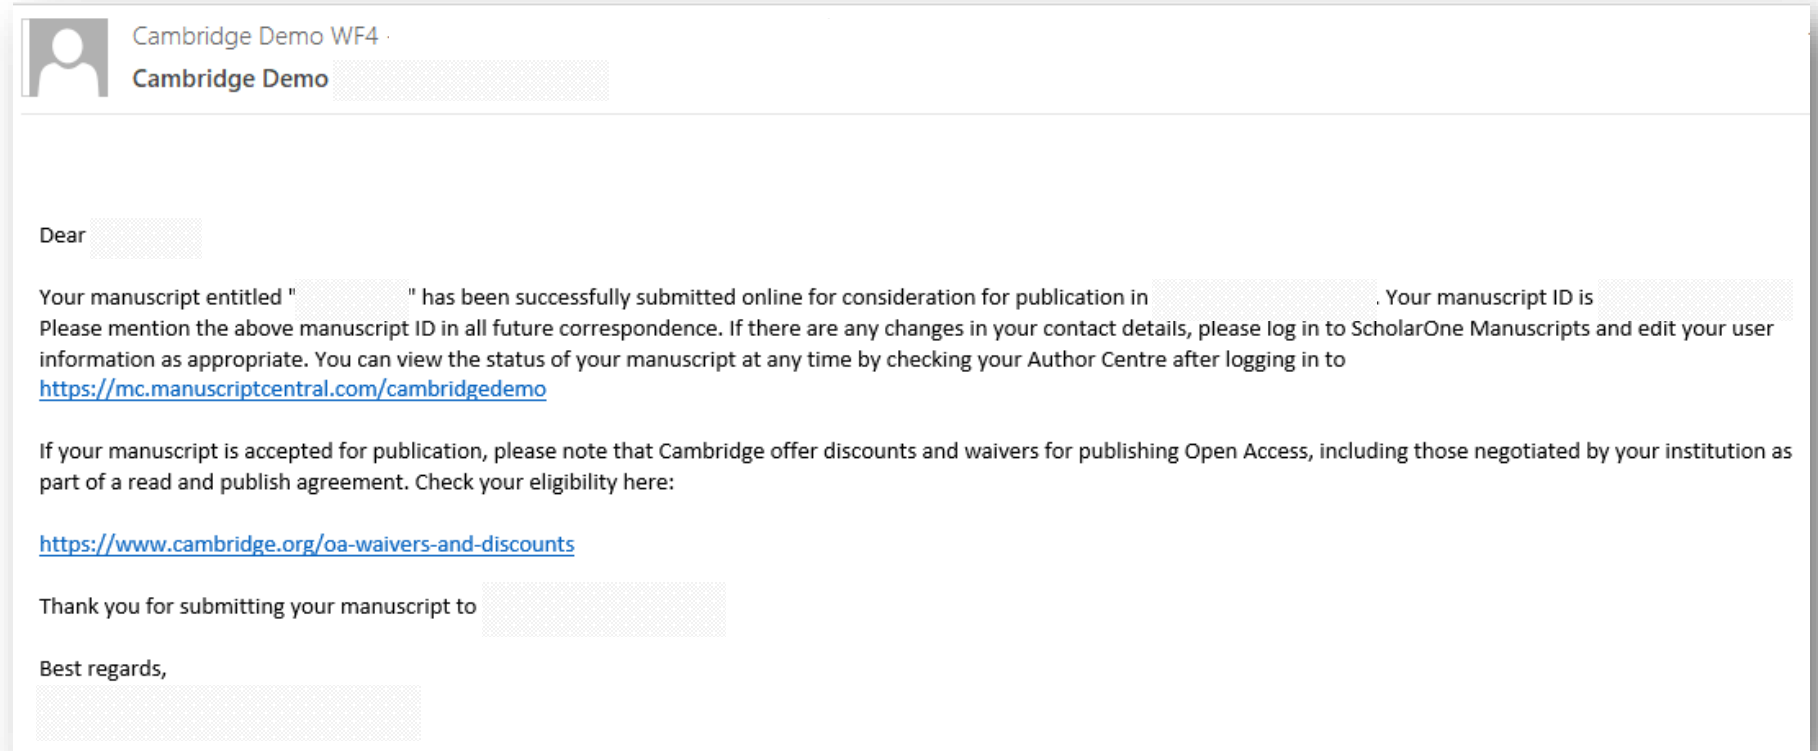 Cambridge Demo WF4 ·
Cambridge Demo
Dear
Your manuscript entitled " " has been successfully submitted online for consideration for publication in . Your manuscript ID is
Please mention the above manuscript ID in all future correspondence. If there are any changes in your contact details, please log in to ScholarOne Manuscripts and edit your user
information as appropriate. You can view the status of your manuscript at any time by checking your Author Centre after logging in to
https://mc.manuscriptcentral.com/cambridgedemo
If your manuscript is accepted for publication, please note that Cambridge offer discounts and waivers for publishing Open Access, including those negotiated by your institution as
part of a read and publish agreement. Check your eligibility here:
https://www.cambridge.org/oa-waivers-and-discounts
Thank you for submitting your manuscript to
Best regards,